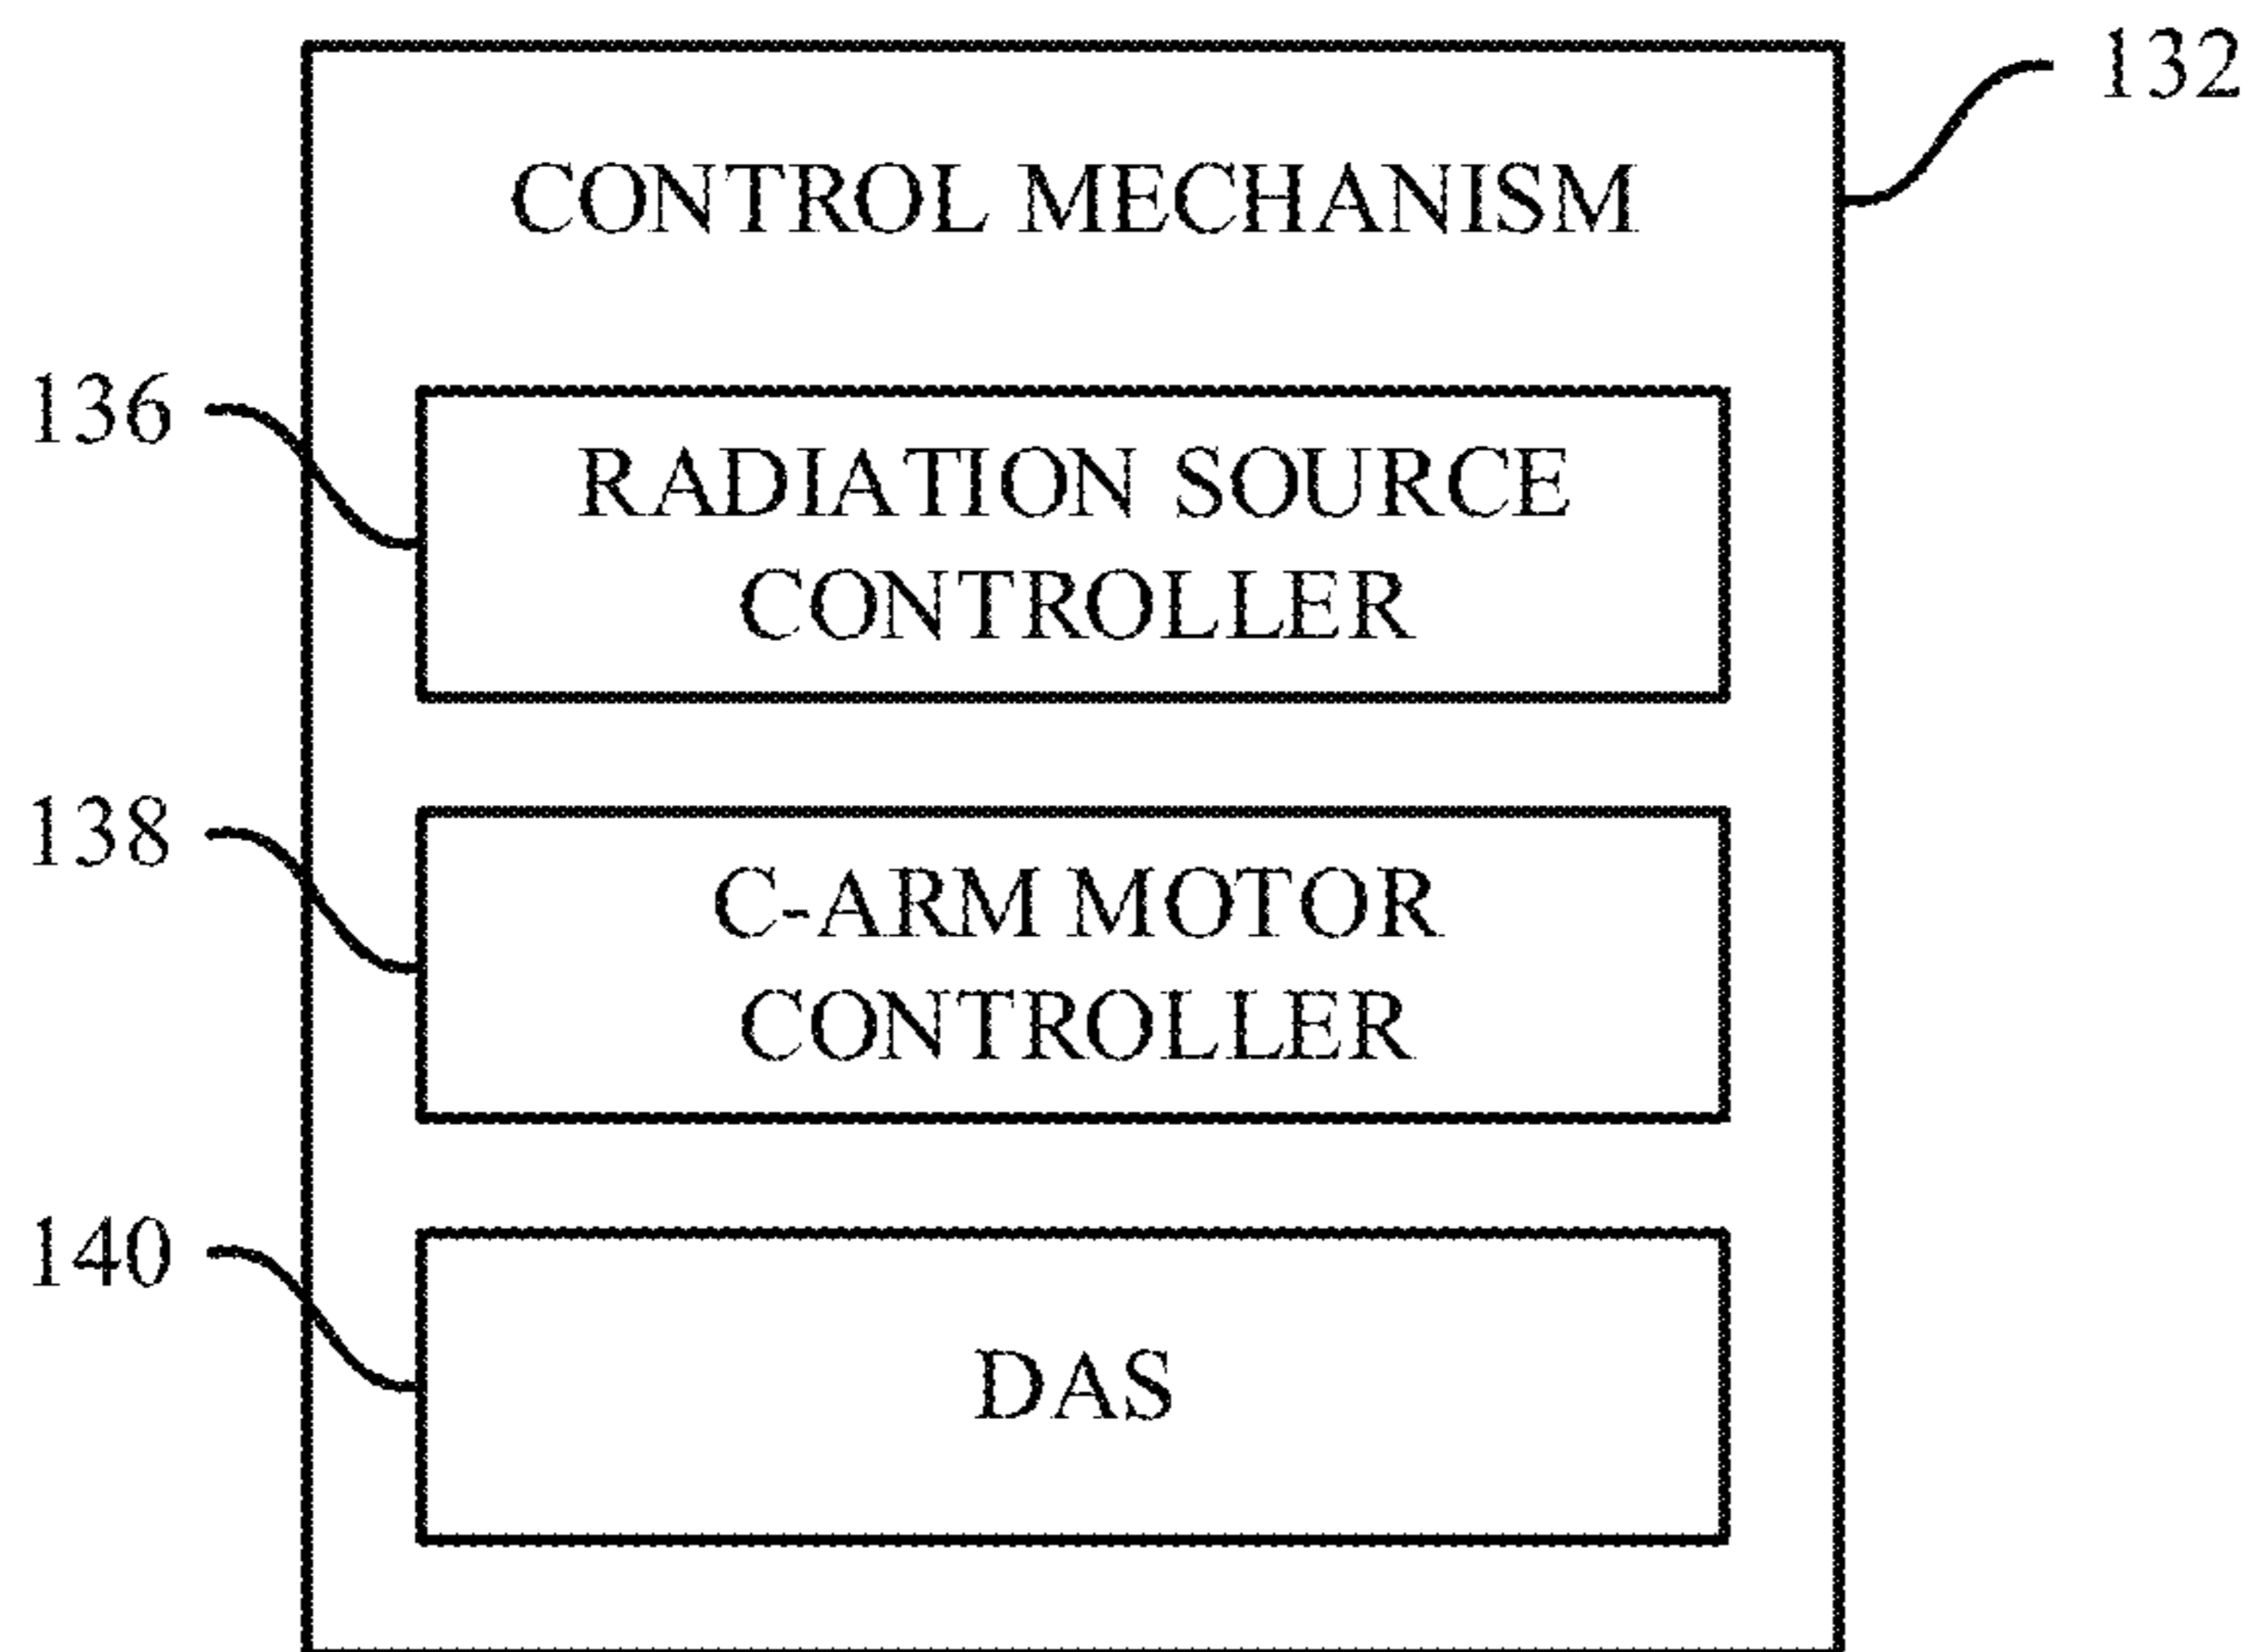 132
CONTROL MECHANISM
136
RADIATION SOURCE
CONTROLLER
138
C-ARM MOTOR
CONTROLLER
140
DAS